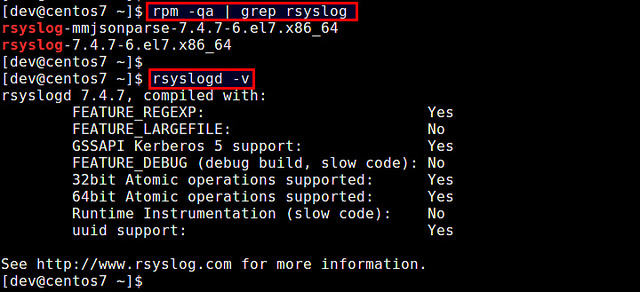 [dev@centos7 ~]$ rpm -qa | grep rsyslog
rsyslog-mmjsonparse-7.4.7-6.el7.x86_64
rsyslog-7.4.7-6.el7.x86_64
[dev@centos7 ~]$
[dev@centos7 ~]$ rsyslogd -v
rsyslogd 7.4.7, compiled with:
FEATURE_REGEXP: Yes
FEATURE_LARGEFILE: No
GSSAPI Kerberos 5 support: Yes
FEATURE_DEBUG (debug build, slow code): No
32bit Atomic operations supported: Yes
64bit Atomic operations supported: Yes
Runtime Instrumentation (slow code): No
uuid support: Yes
See http://www.rsyslog.com for more information.
[dev@centos7 ~]$